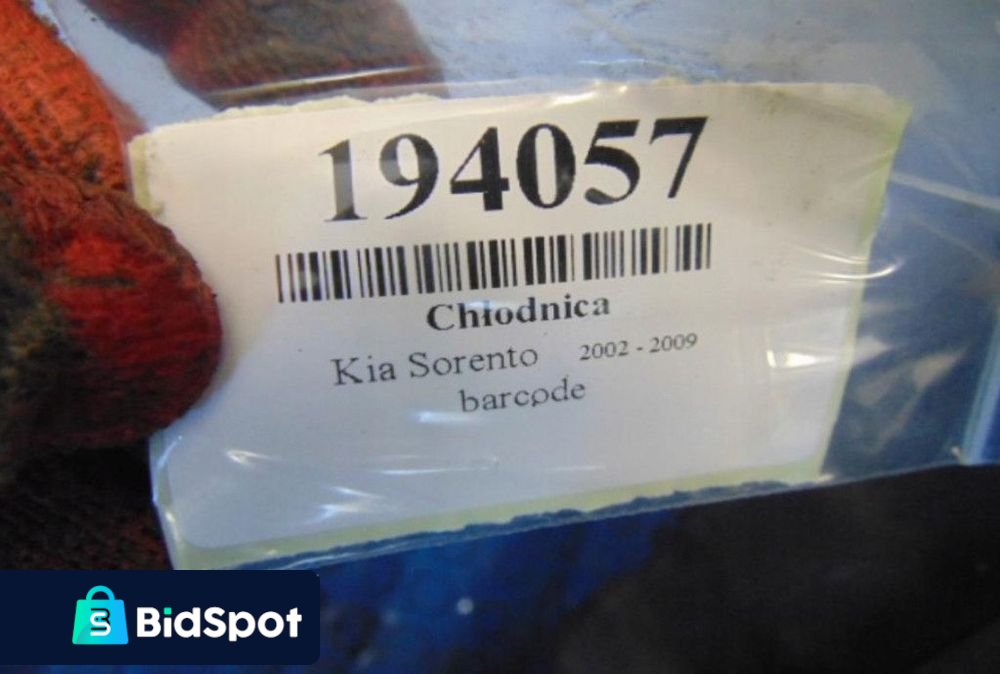 194057
Chłodnica
Kia Sorento 2002 - 2009
barcode
BidSpot